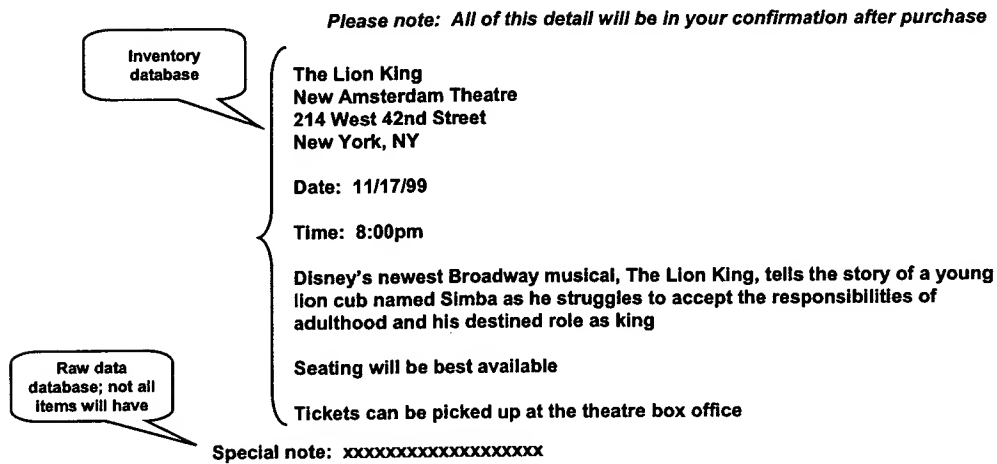 Please note: All of this detail will be in your confirmation after purchase
Inventory
database
The Lion King
New Amsterdam Theatre
214 West 42nd Street
New York, NY
Date: 11/17/99
Time: 8:00pm
Disney's newest Broadway musical, The Lion King, tells the story of a young
lion cub named Simba as he struggles to accept the responsibilities of
adulthood and his destined role as king
Seating will be best available
Raw data
database; not all
items will have
Tickets can be picked up at the theatre box office
Special note: xxxxxxxxxxxxxxxxxxx